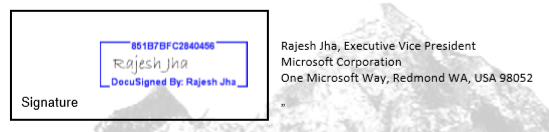 851B7BFC2840456
Rajesh Jha
DocuSigned By: Rajesh Jha
Signature
Rajesh Jha, Executive Vice President
Microsoft Corporation
One Microsoft Way, Redmond WA, USA 98052
”